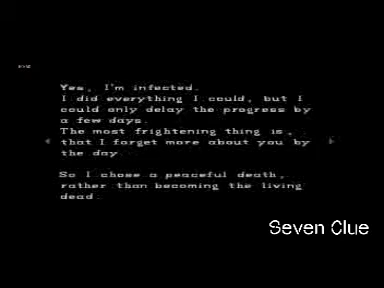 Yes, I'm infected.
I did everything I could, but I
could only delay the progress by
a few days.
The most frightening thing is,
that I forget more about you by
the day.
So I chose a peaceful death,
rather than becoming the living
dead.
Seven Clue